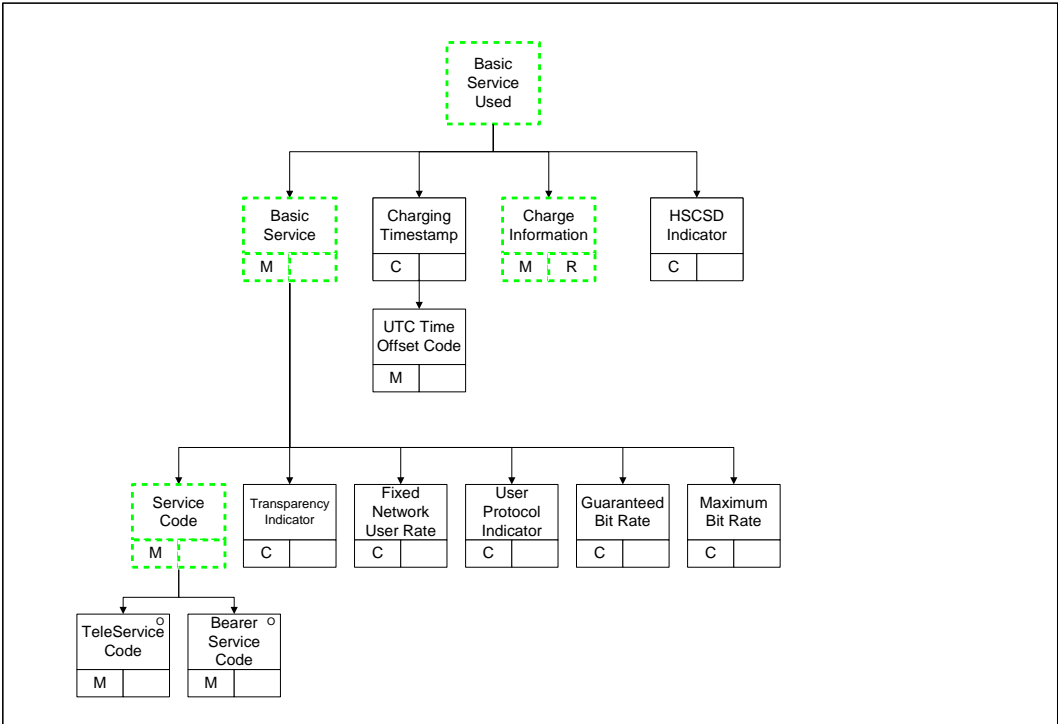 Basic
Service
Used
Basic
Service
M
Charging
Timestamp
C
Charge
Information
M R
HSCSD
Indicator
C
UTC Time
Offset Code
M
Service
Code
M
Transparency
Indicator
C
Fixed
Network
User Rate
C
User
Protocol
Indicator
C
Guaranteed
Bit Rate
C
Maximum
Bit Rate
C
O
TeleService
Code
M
O
Bearer
Service
Code
M